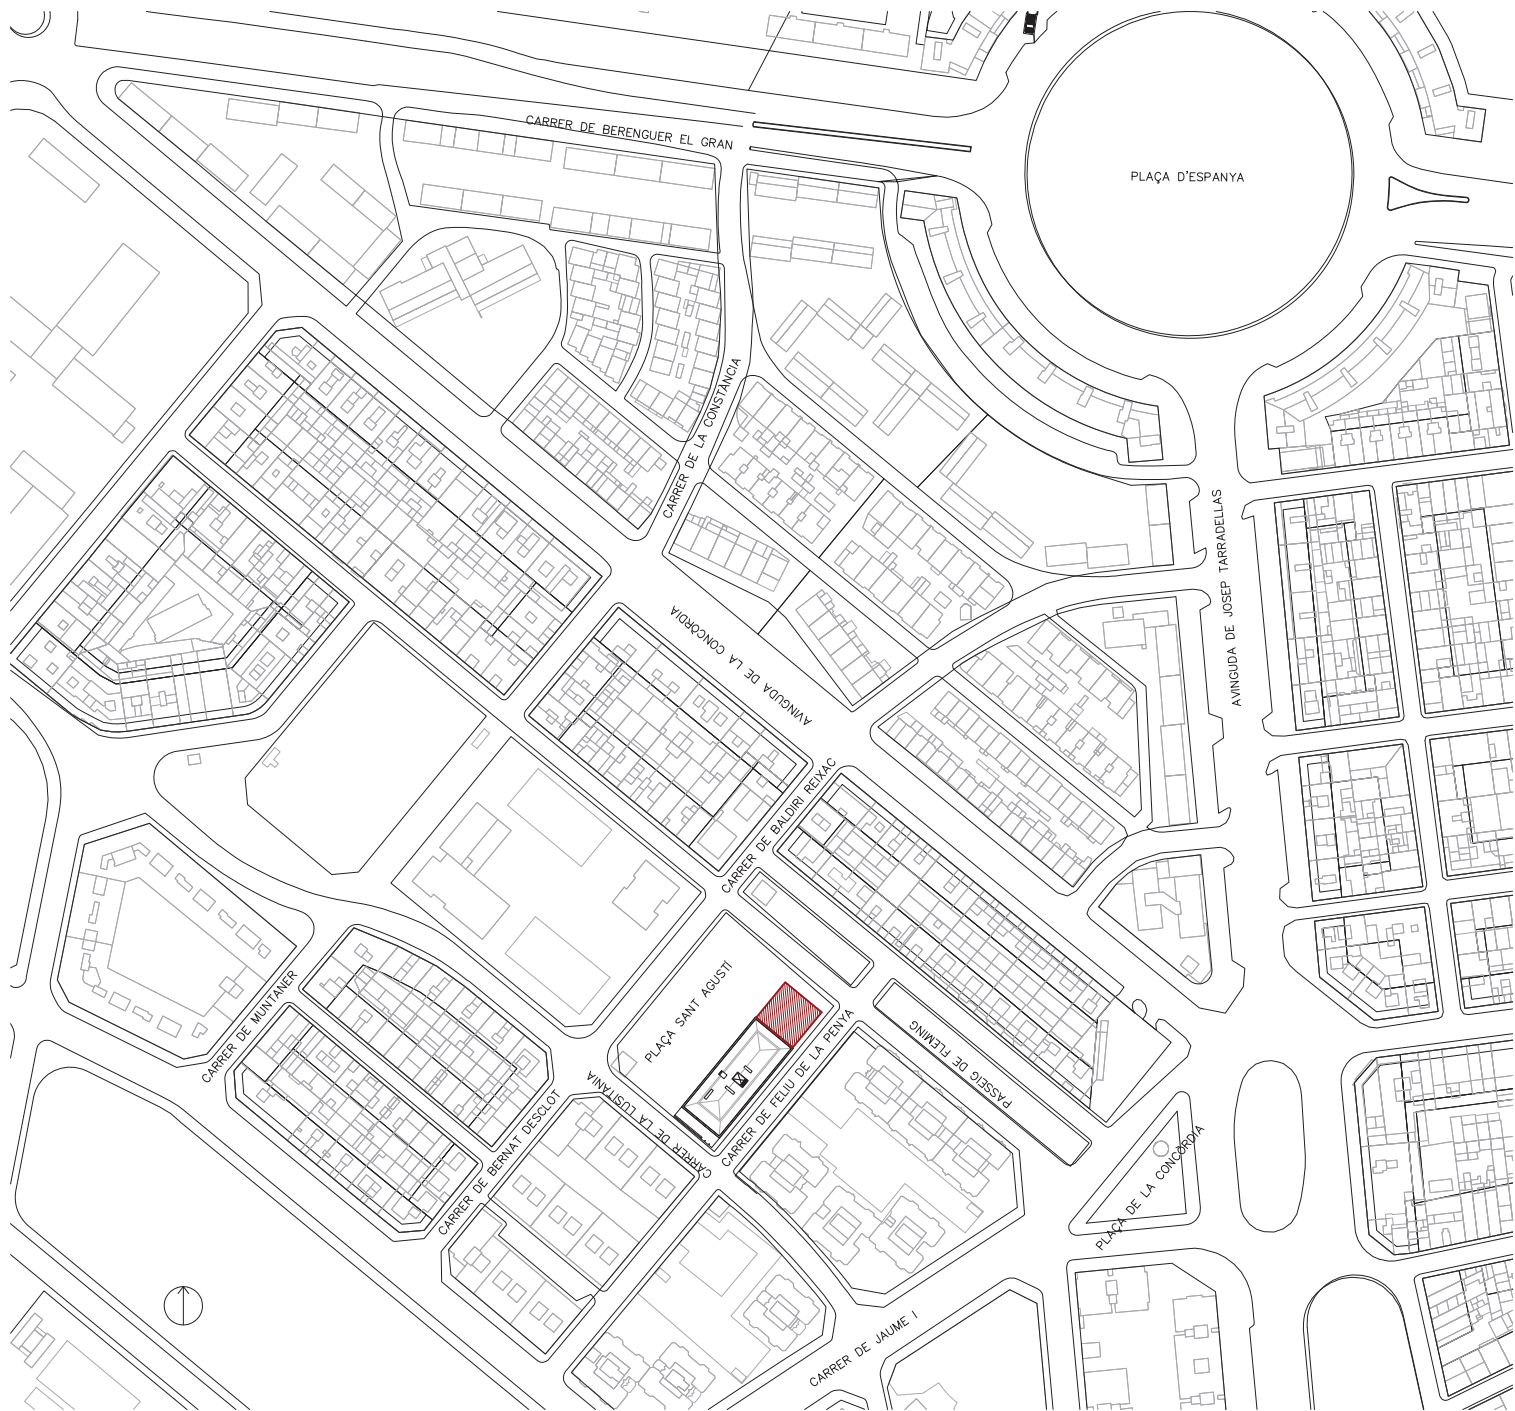 CARRER DE BERENGUER EL GRAN
PLAÇA D'ESPANYA
CARRER DE LA CONSTÀNCIA
AVINGUDA DE JOSEP TARRADELLAS
AVINGUDA DE LA CONCÒRDIA
CARRER DE BALDIRI REIXAC
PLAÇA SANT AGUSTÍ
CARRER DE MUNTANER
CARRER DE FELIU DE LA PENYA
PASSEIG DE FLEMING
CARRER DE LA LUSITÀNIA
CARRER DE BERNAT DESCLOT
PLAÇA DE LA CONCÒRDIA
CARRER DE JAUME I